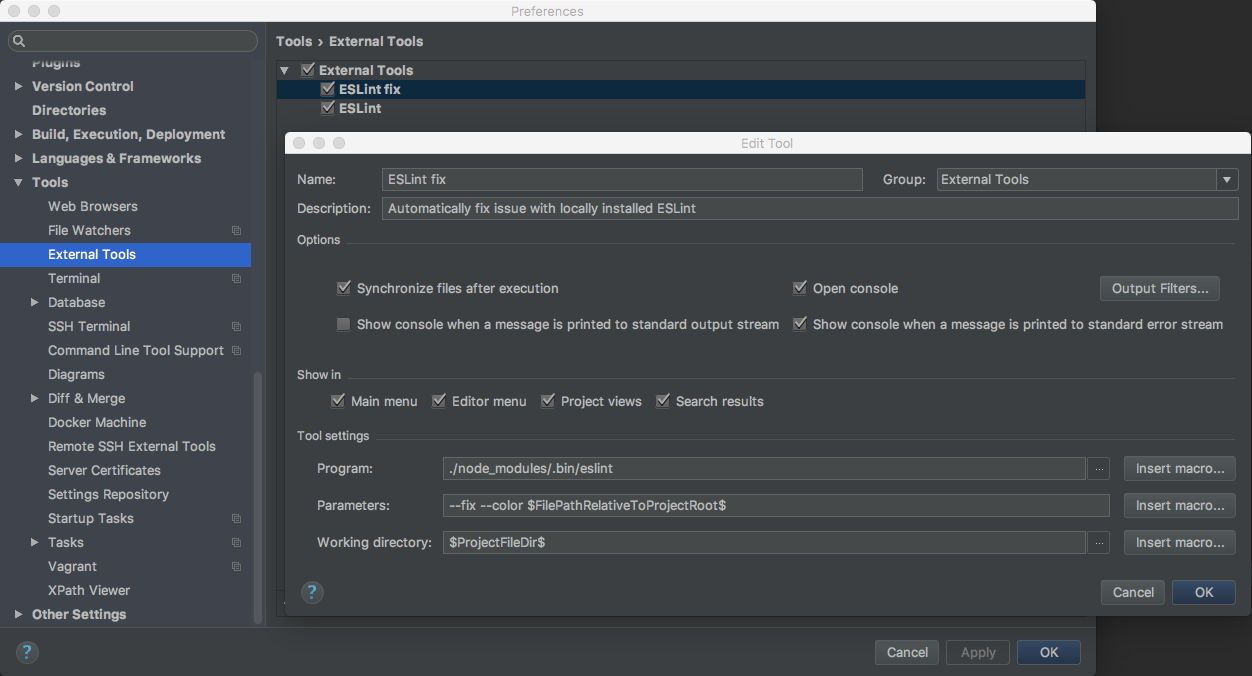 Preferences
Plugins
Version Control
Directories
Build, Execution, Deployment
Languages & Frameworks
Tools
Web Browsers
File Watchers
External Tools
Terminal
Database
SSH Terminal
Command Line Tool Support
Diagrams
Diff & Merge
Docker Machine
Remote SSH External Tools
Server Certificates
Settings Repository
Startup Tasks
Tasks
Vagrant
XPath Viewer
Other Settings
Tools › External Tools
External Tools
ESLint fix
ESLint
Edit Tool
Name: ESLint fix Group: External Tools
Description: Automatically fix issue with locally installed ESLint
Options
Synchronize files after execution Open console Output Filters...
Show console when a message is printed to standard output stream Show console when a message is printed to standard error stream
Show in
Main menu Editor menu Project views Search results
Tool settings
Program: ./node_modules/.bin/eslint ... Insert macro...
Parameters: --fix --color $FilePathRelativeToProjectRoot$ Insert macro...
Working directory: $ProjectFileDir$ ... Insert macro...
? Cancel OK
? Cancel Apply OK